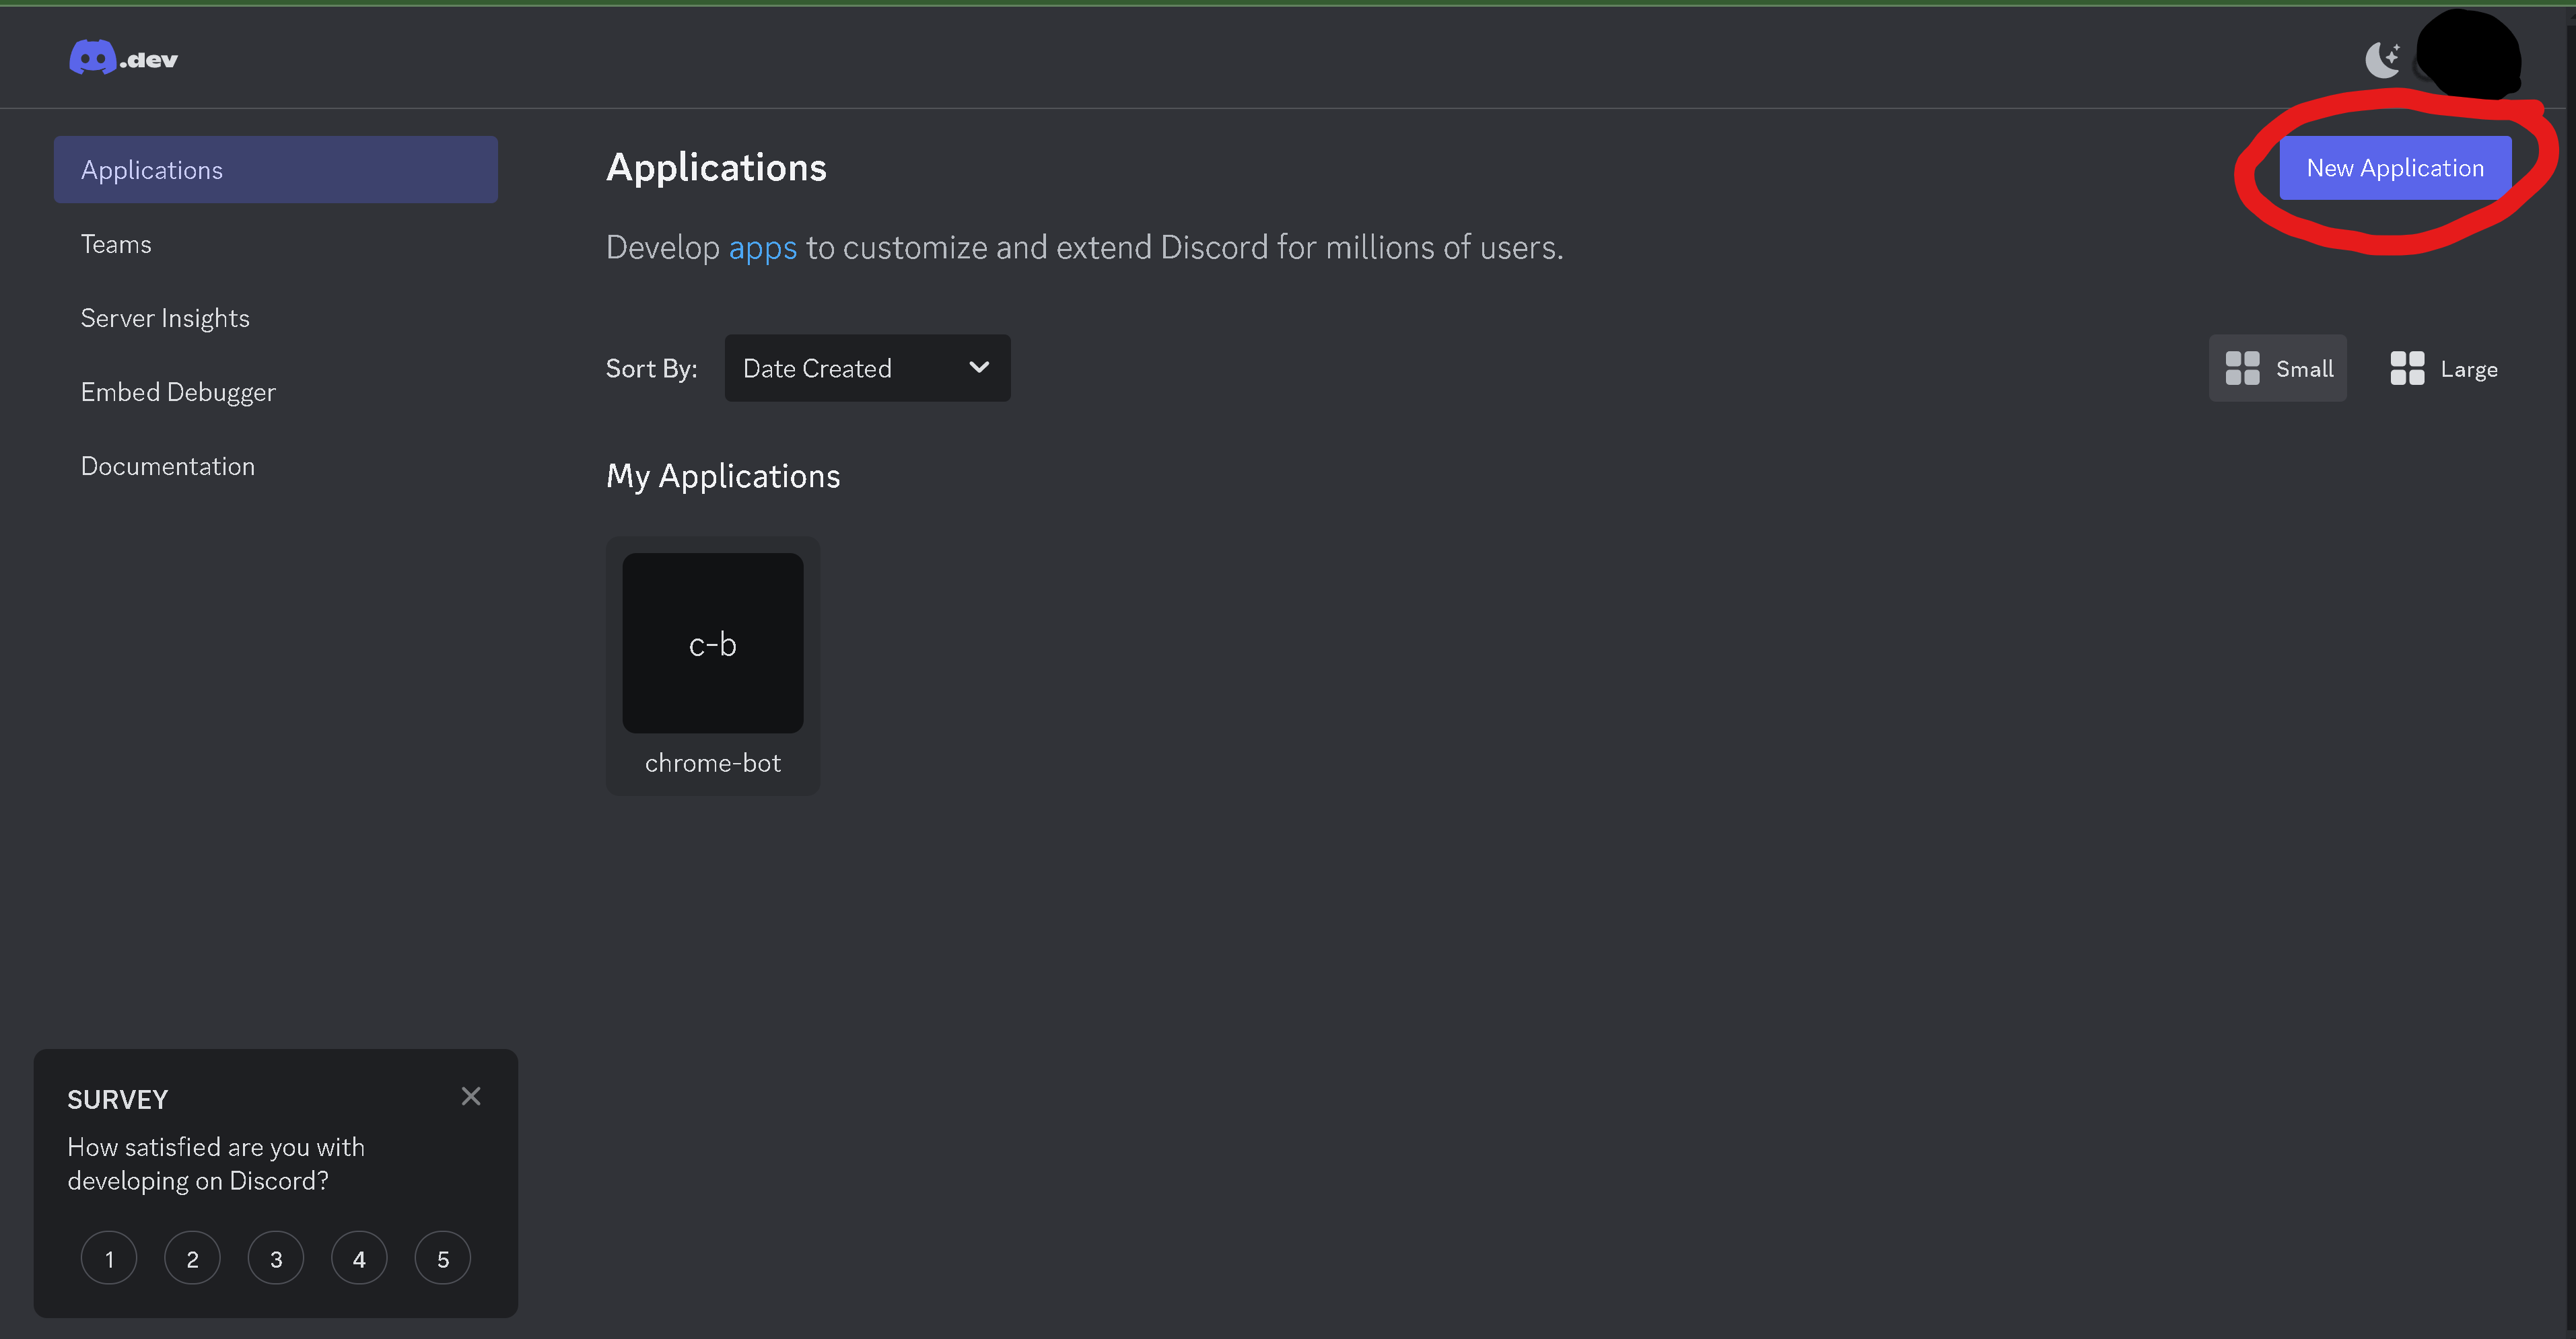 .dev
Applications
Teams
Server Insights
Embed Debugger
Documentation
Applications
New Application
Develop apps to customize and extend Discord for millions of users.
Sort By:
Date Created
Small
Large
My Applications
c-b
chrome-bot
SURVEY
How satisfied are you with
developing on Discord?
1 2 3 4 5